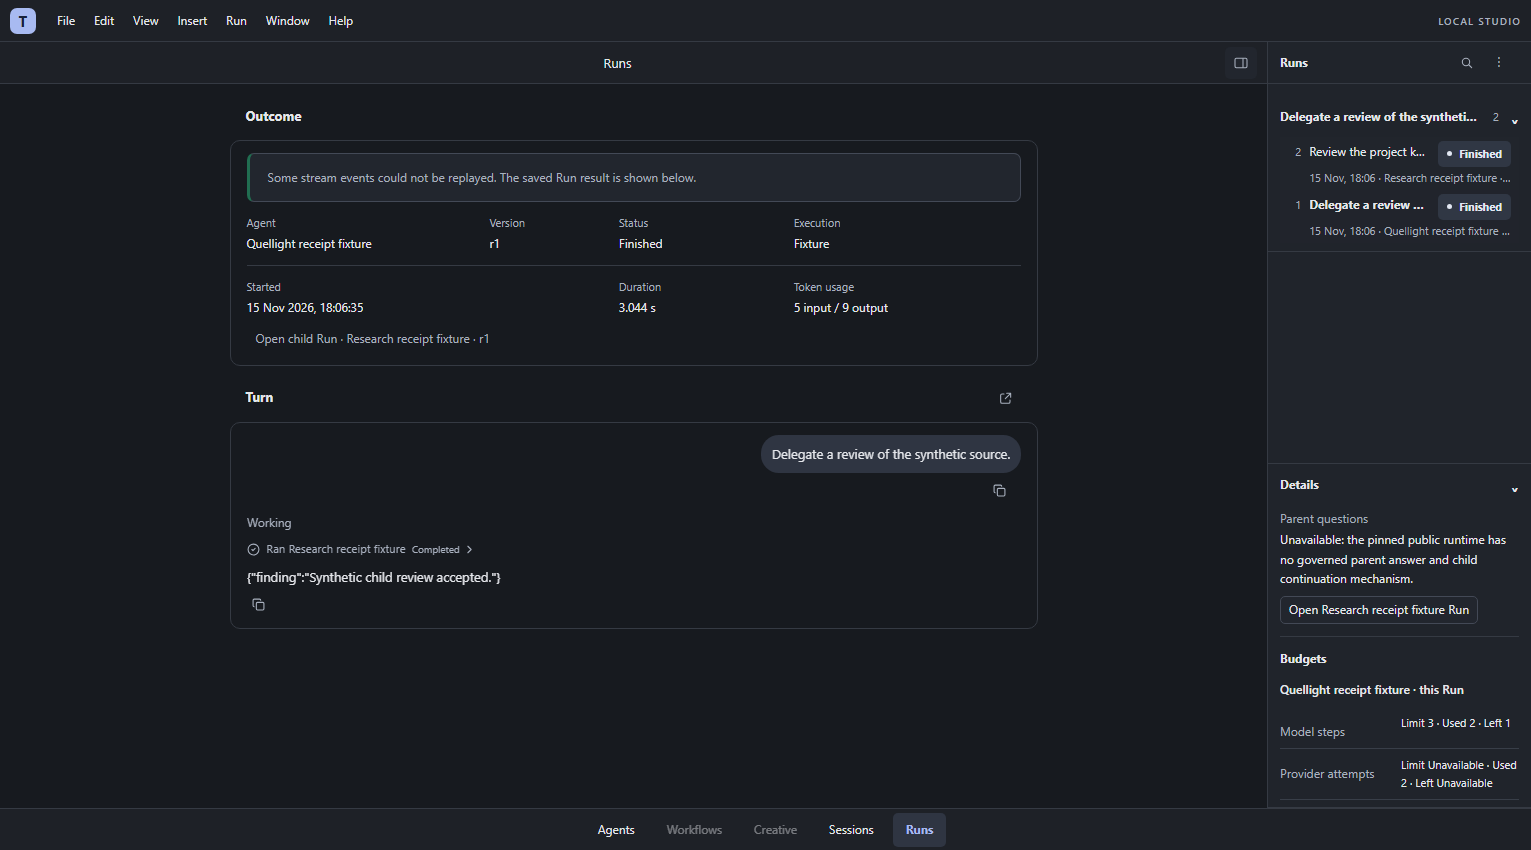 T File Edit View Insert Run Window Help LOCAL STUDIO
Runs
Outcome
Some stream events could not be replayed. The saved Run result is shown below.
Agent Version Status Execution
Quellight receipt fixture r1 Finished Fixture
Started Duration Token usage
15 Nov 2026, 18:06:35 3.044 s 5 input / 9 output
Open child Run · Research receipt fixture · r1
Turn
Delegate a review of the synthetic source.
Working
Ran Research receipt fixture Completed
{"finding":"Synthetic child review accepted."}
Runs
Delegate a review of the syntheti... 2
2 Review the project k... • Finished
15 Nov, 18:06 · Research receipt fixture ·...
1 Delegate a review ... • Finished
15 Nov, 18:06 · Quellight receipt fixture ...
Details
Parent questions
Unavailable: the pinned public runtime has
no governed parent answer and child
continuation mechanism.
Open Research receipt fixture Run
Budgets
Quellight receipt fixture · this Run
Model steps Limit 3 · Used 2 · Left 1
Provider attempts Limit Unavailable · Used
2 · Left Unavailable
Agents Workflows Creative Sessions Runs